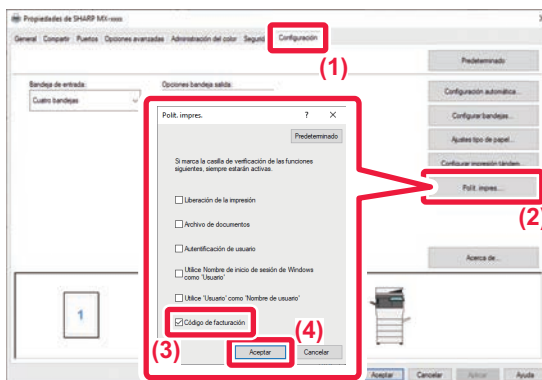 Propiedades de SHARP MX-xxxx
General Compartir Puertos Opciones avanzadas Administración del color Segurid Configuración
(1)
Predeterminado
Bandeja de entrada:
Opciones bandeja salida:
Cuatro bandejas
Configuración automática...
Configurar bandejas...
Ajustes tipo de papel...
Configurar impresión tándem...
Polít. impres...
(2)
Acerca de...
Polít. impres.
? X
Predeterminado
Si marca la casilla de verificación de las funciones
siguientes, siempre estarán activas.
Liberación de la impresión
Archivo de documentos
Autentificación de usuario
Utilice Nombre de inicio de sesión de Windows
como 'Usuario'
Utilice 'Usuario' como 'Nombre de usuario'
Código de facturación
(3)
(4)
Aceptar Cancelar
1
Aceptar Cancelar Aplicar Ayuda